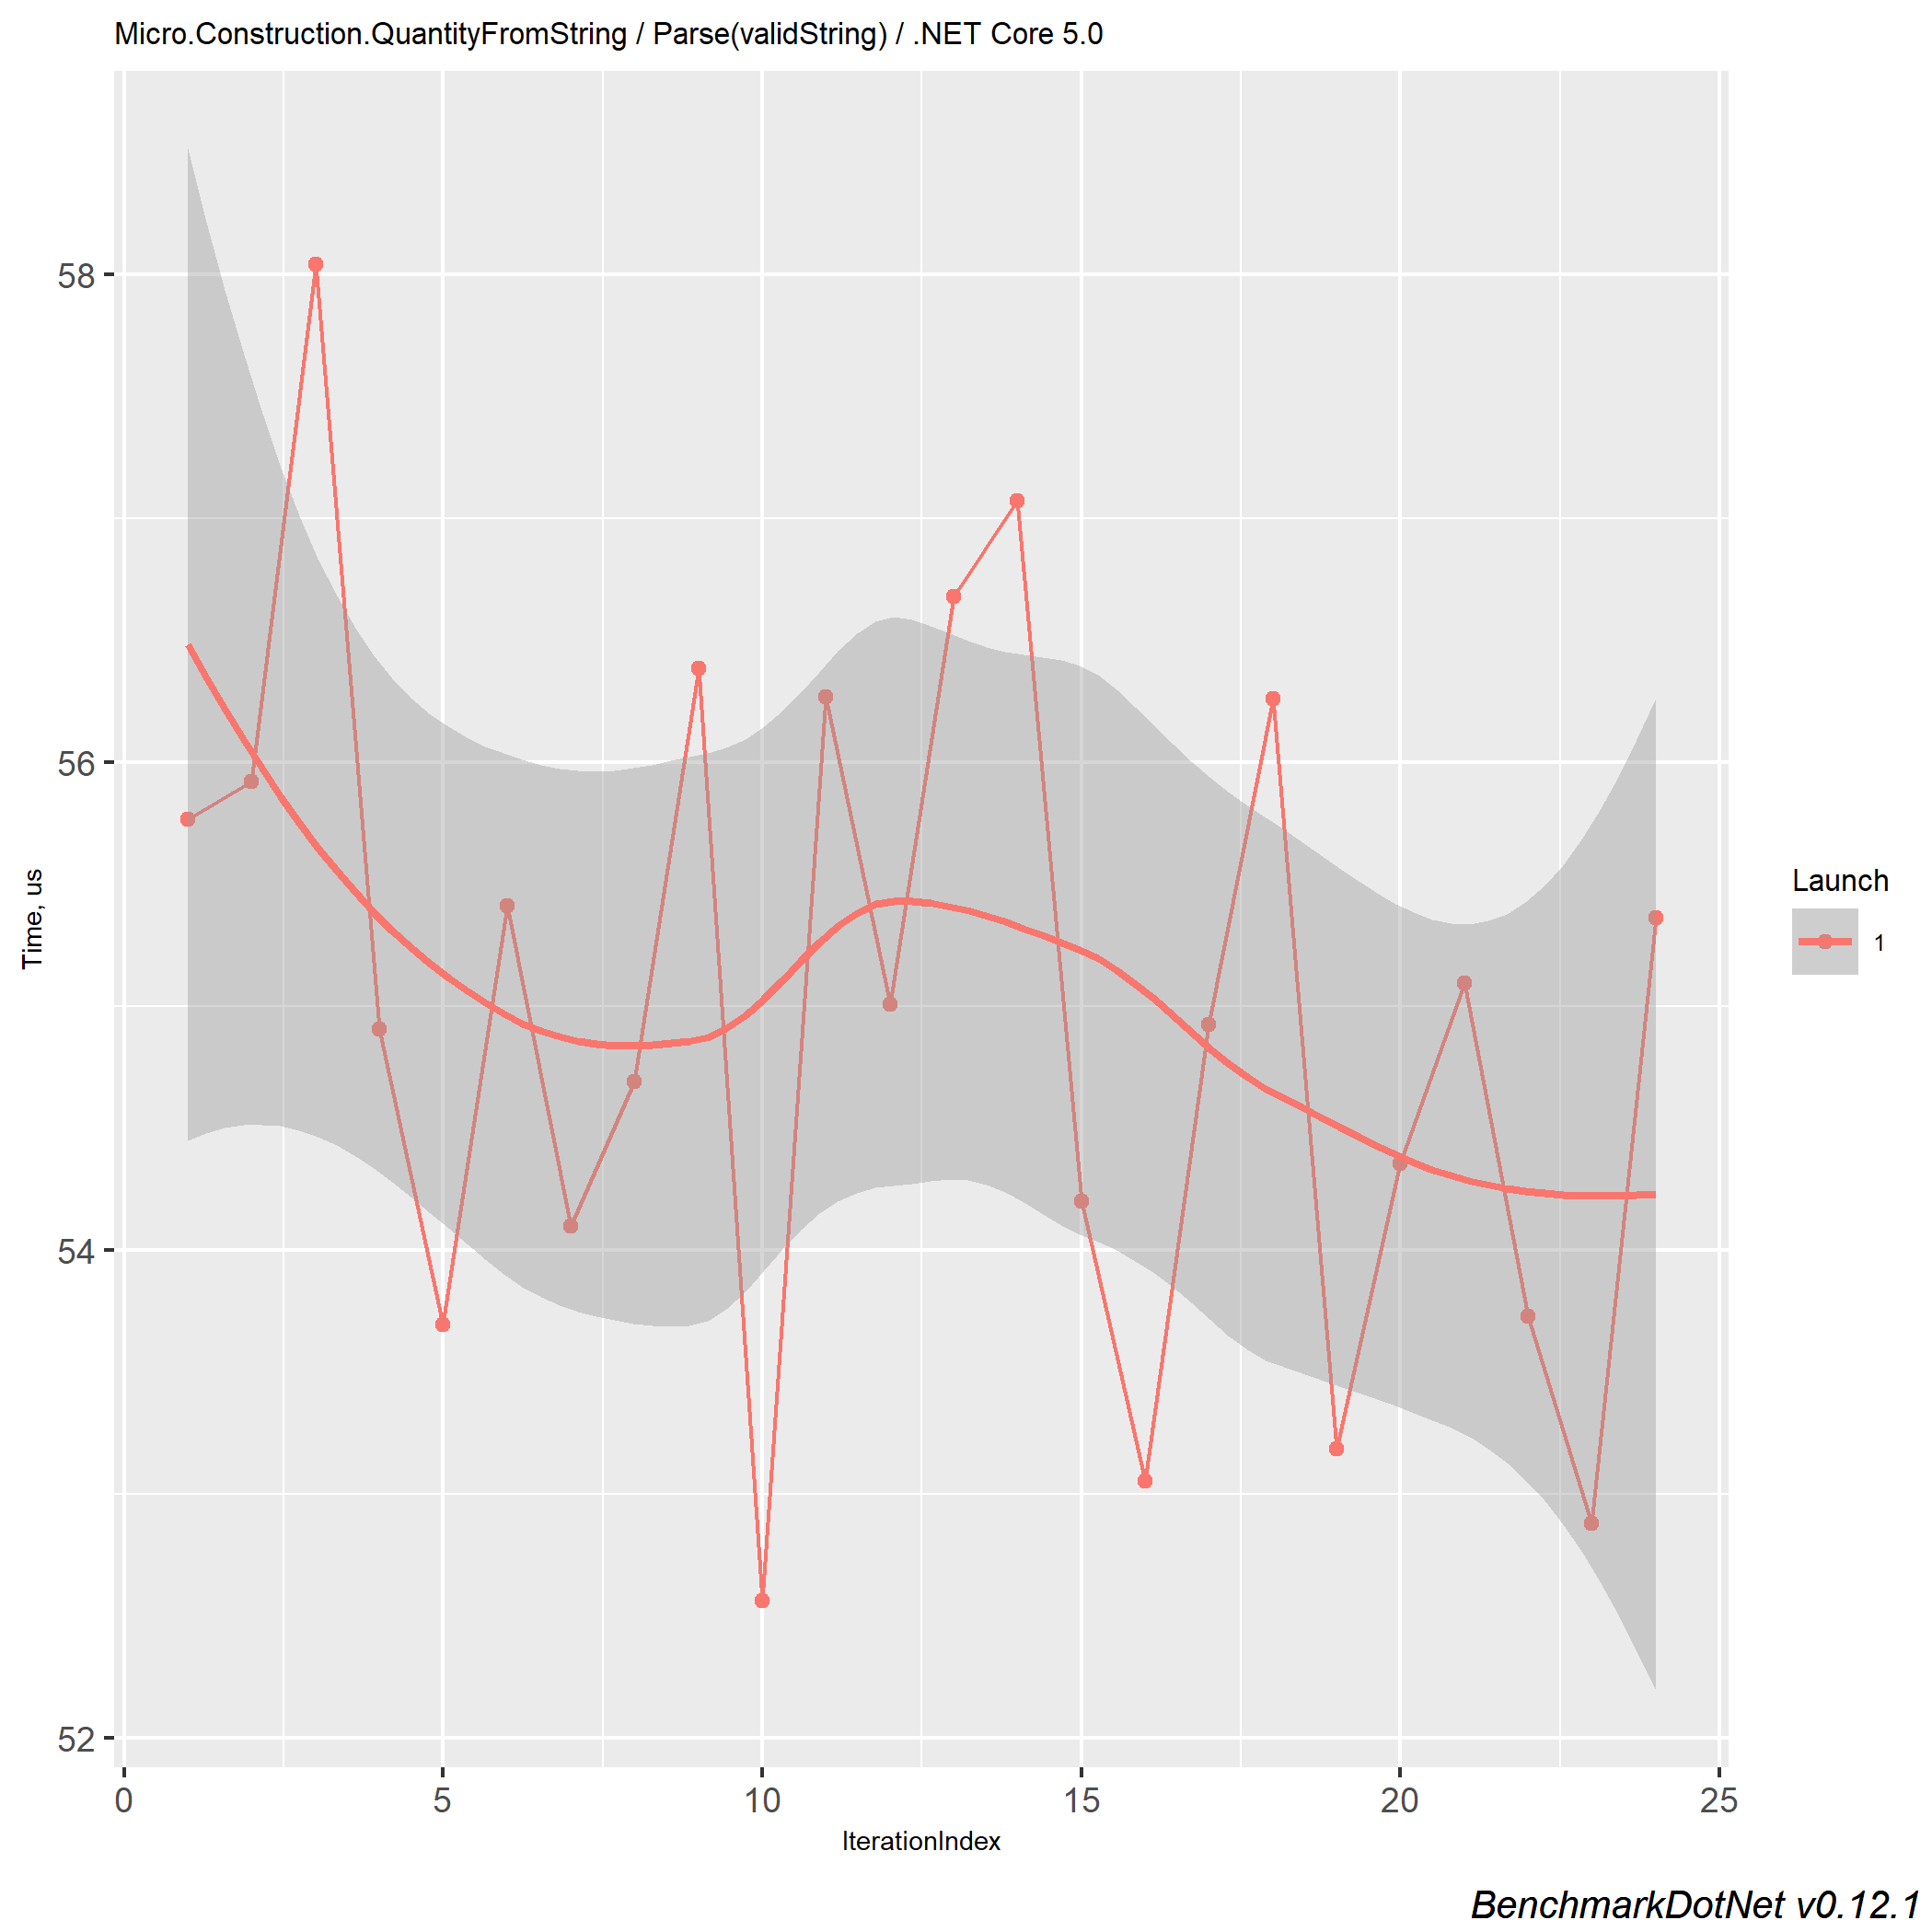 Micro.Construction.QuantityFromString / Parse(validString) / .NET Core 5.0
58
56
54
52
Time, us
0 5 10 15 20 25
IterationIndex
Launch
1
BenchmarkDotNet v0.12.1